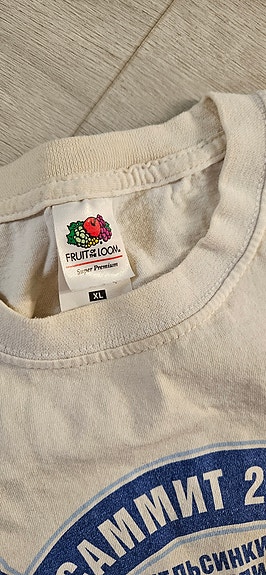 FRUIT OF THE LOOM
Super Premium
XL
САММИТ 2